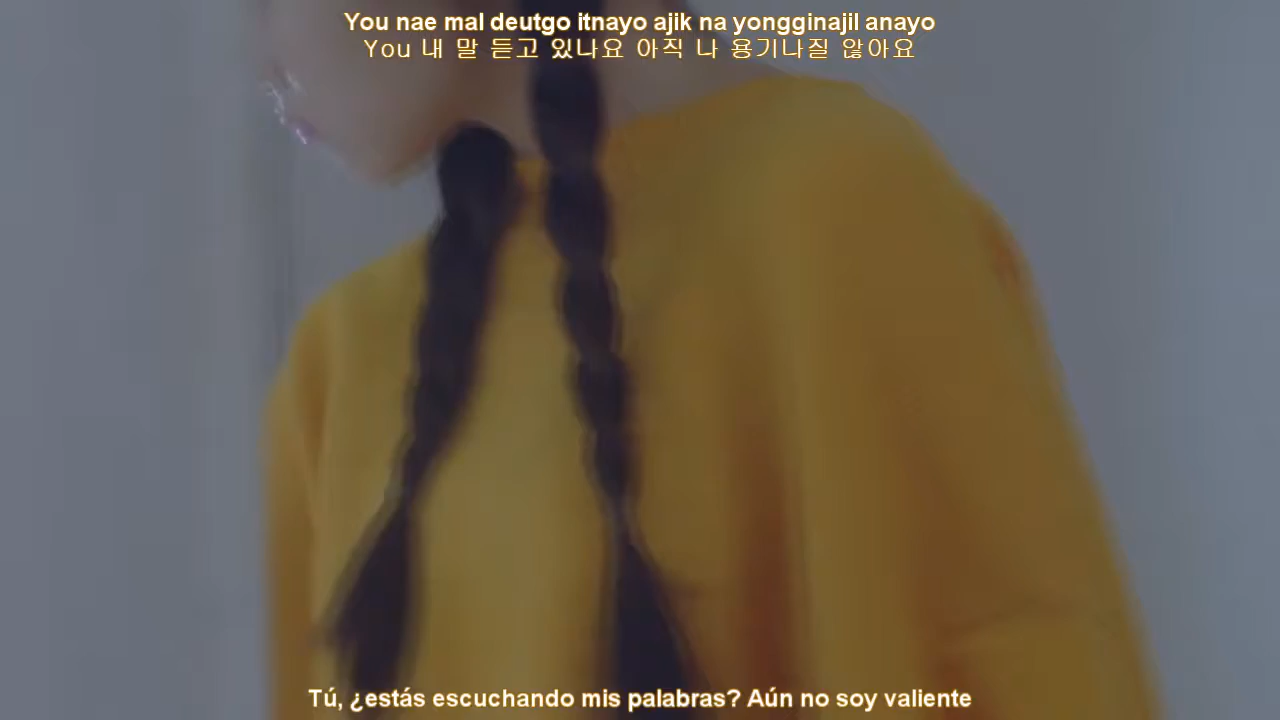 You nae mal deutgo itnayo ajik na yongginajil anayo
You 내 말 듣고 있나요 아직 나 용기나질 않아요
Tú, ¿estás escuchando mis palabras? Aún no soy valiente